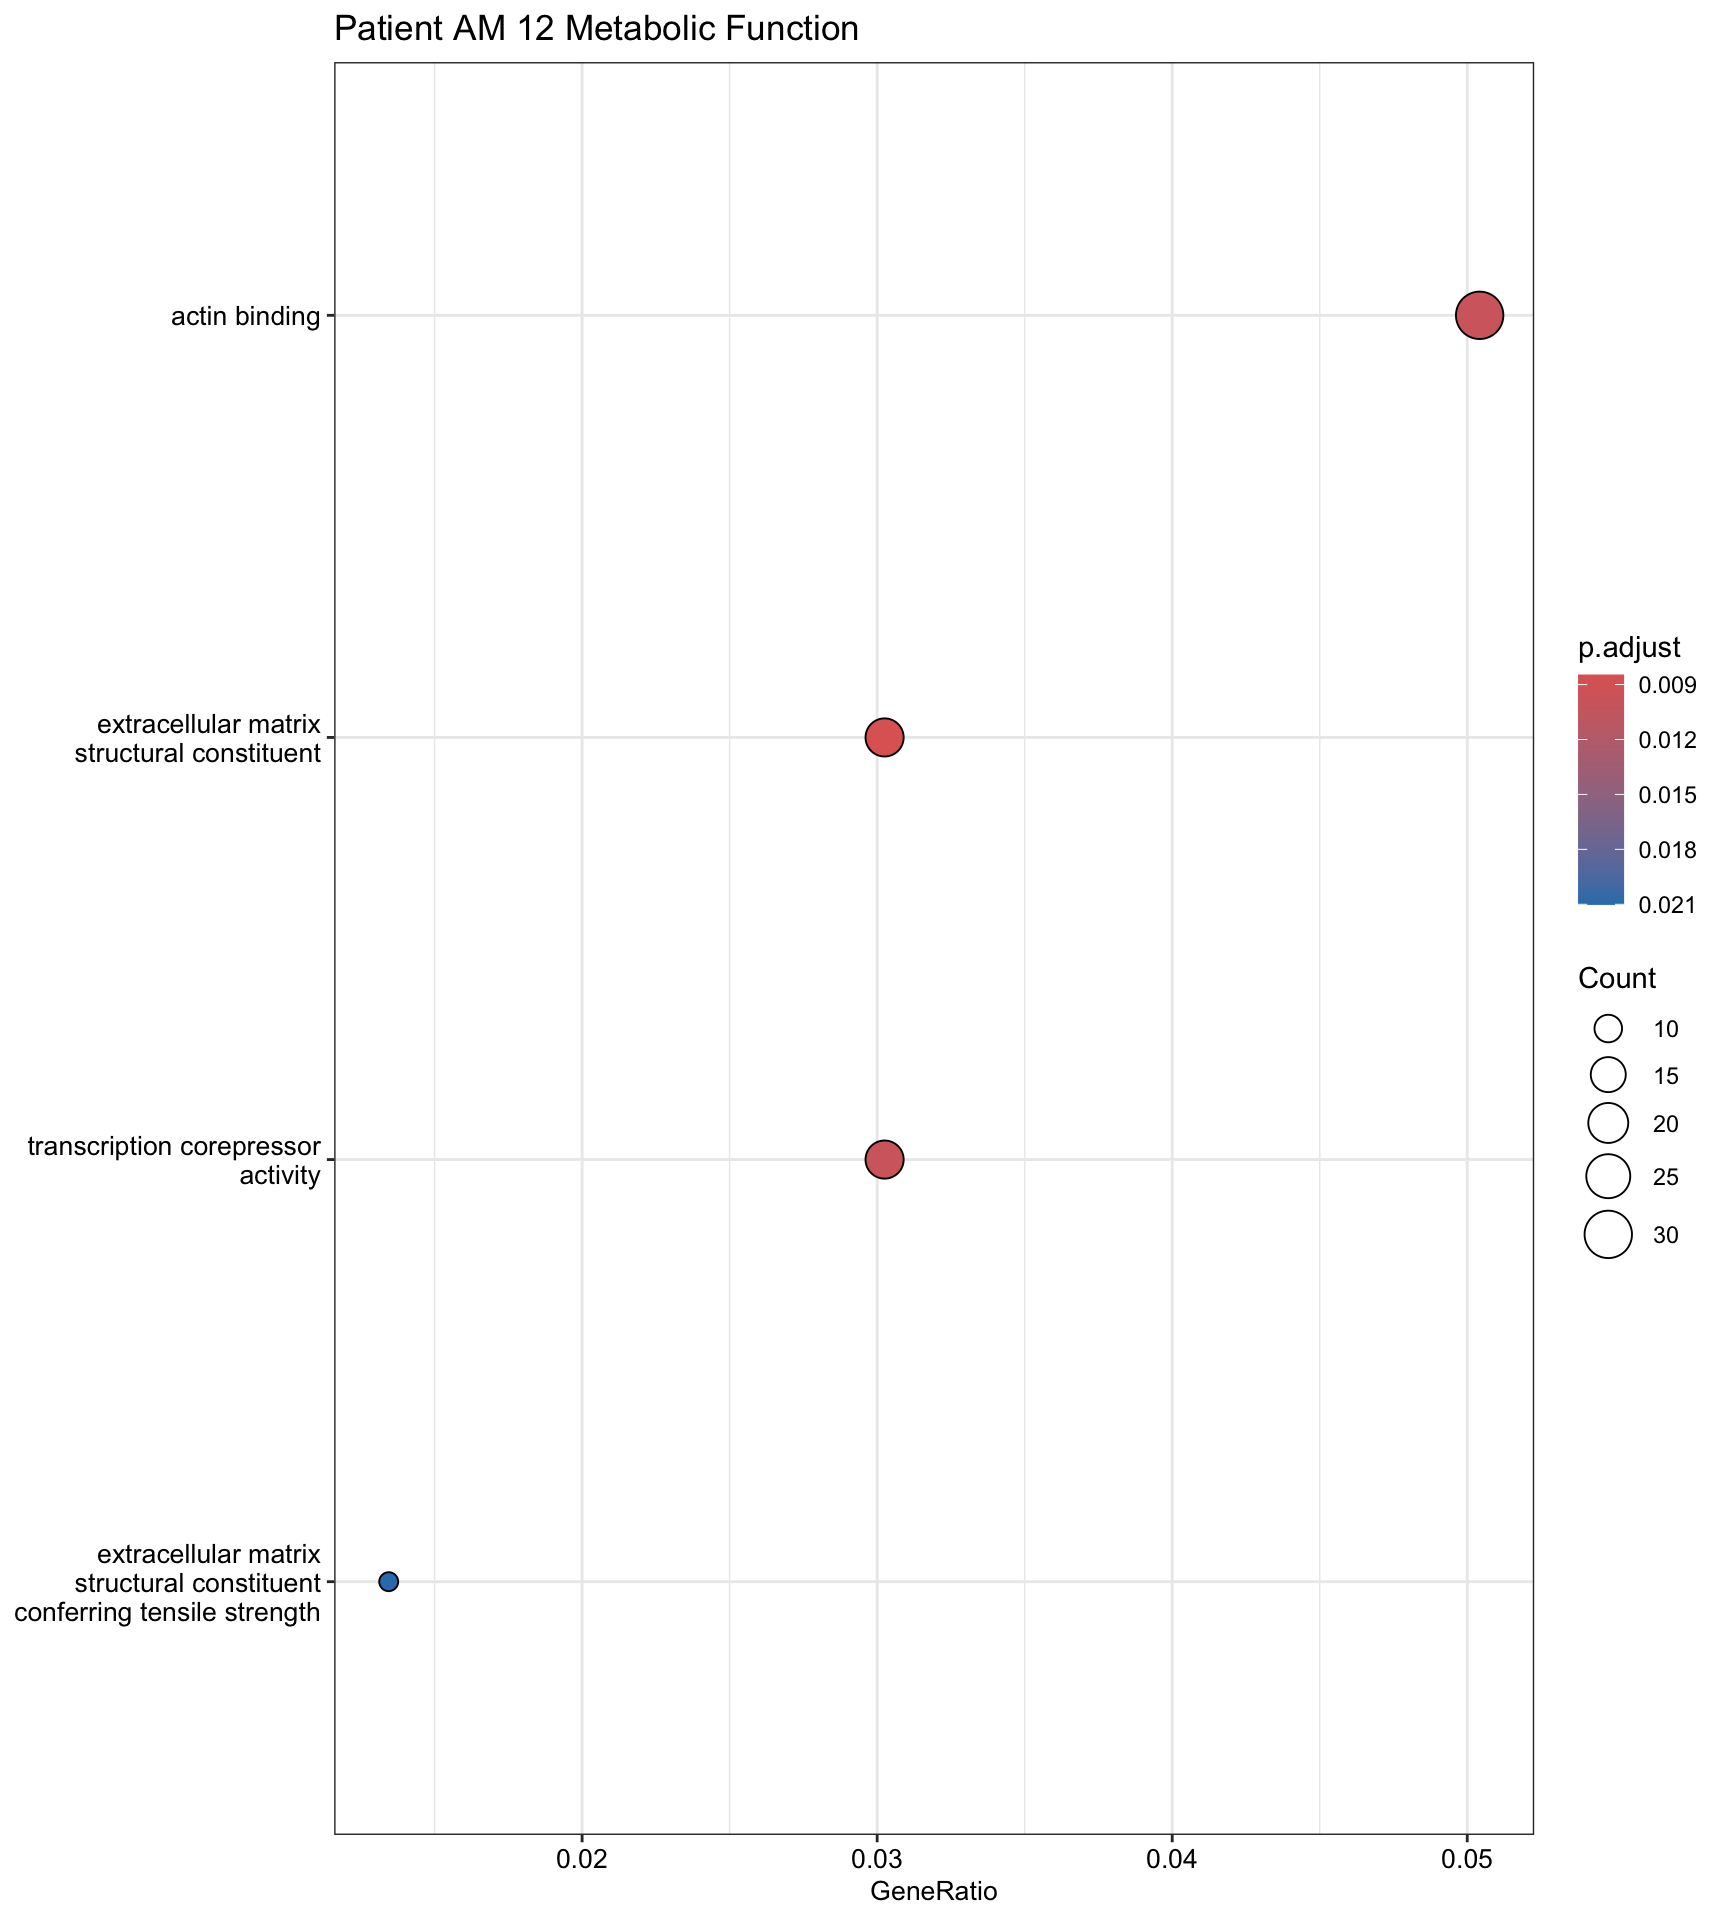 Patient AM 12 Metabolic Function
actin binding
extracellular matrix
structural constituent
transcription corepressor
activity
extracellular matrix
structural constituent
conferring tensile strength
0.02
0.03
0.04
0.05
GeneRatio
p.adjust
0.009
0.012
0.015
0.018
0.021
Count
10
15
20
25
30